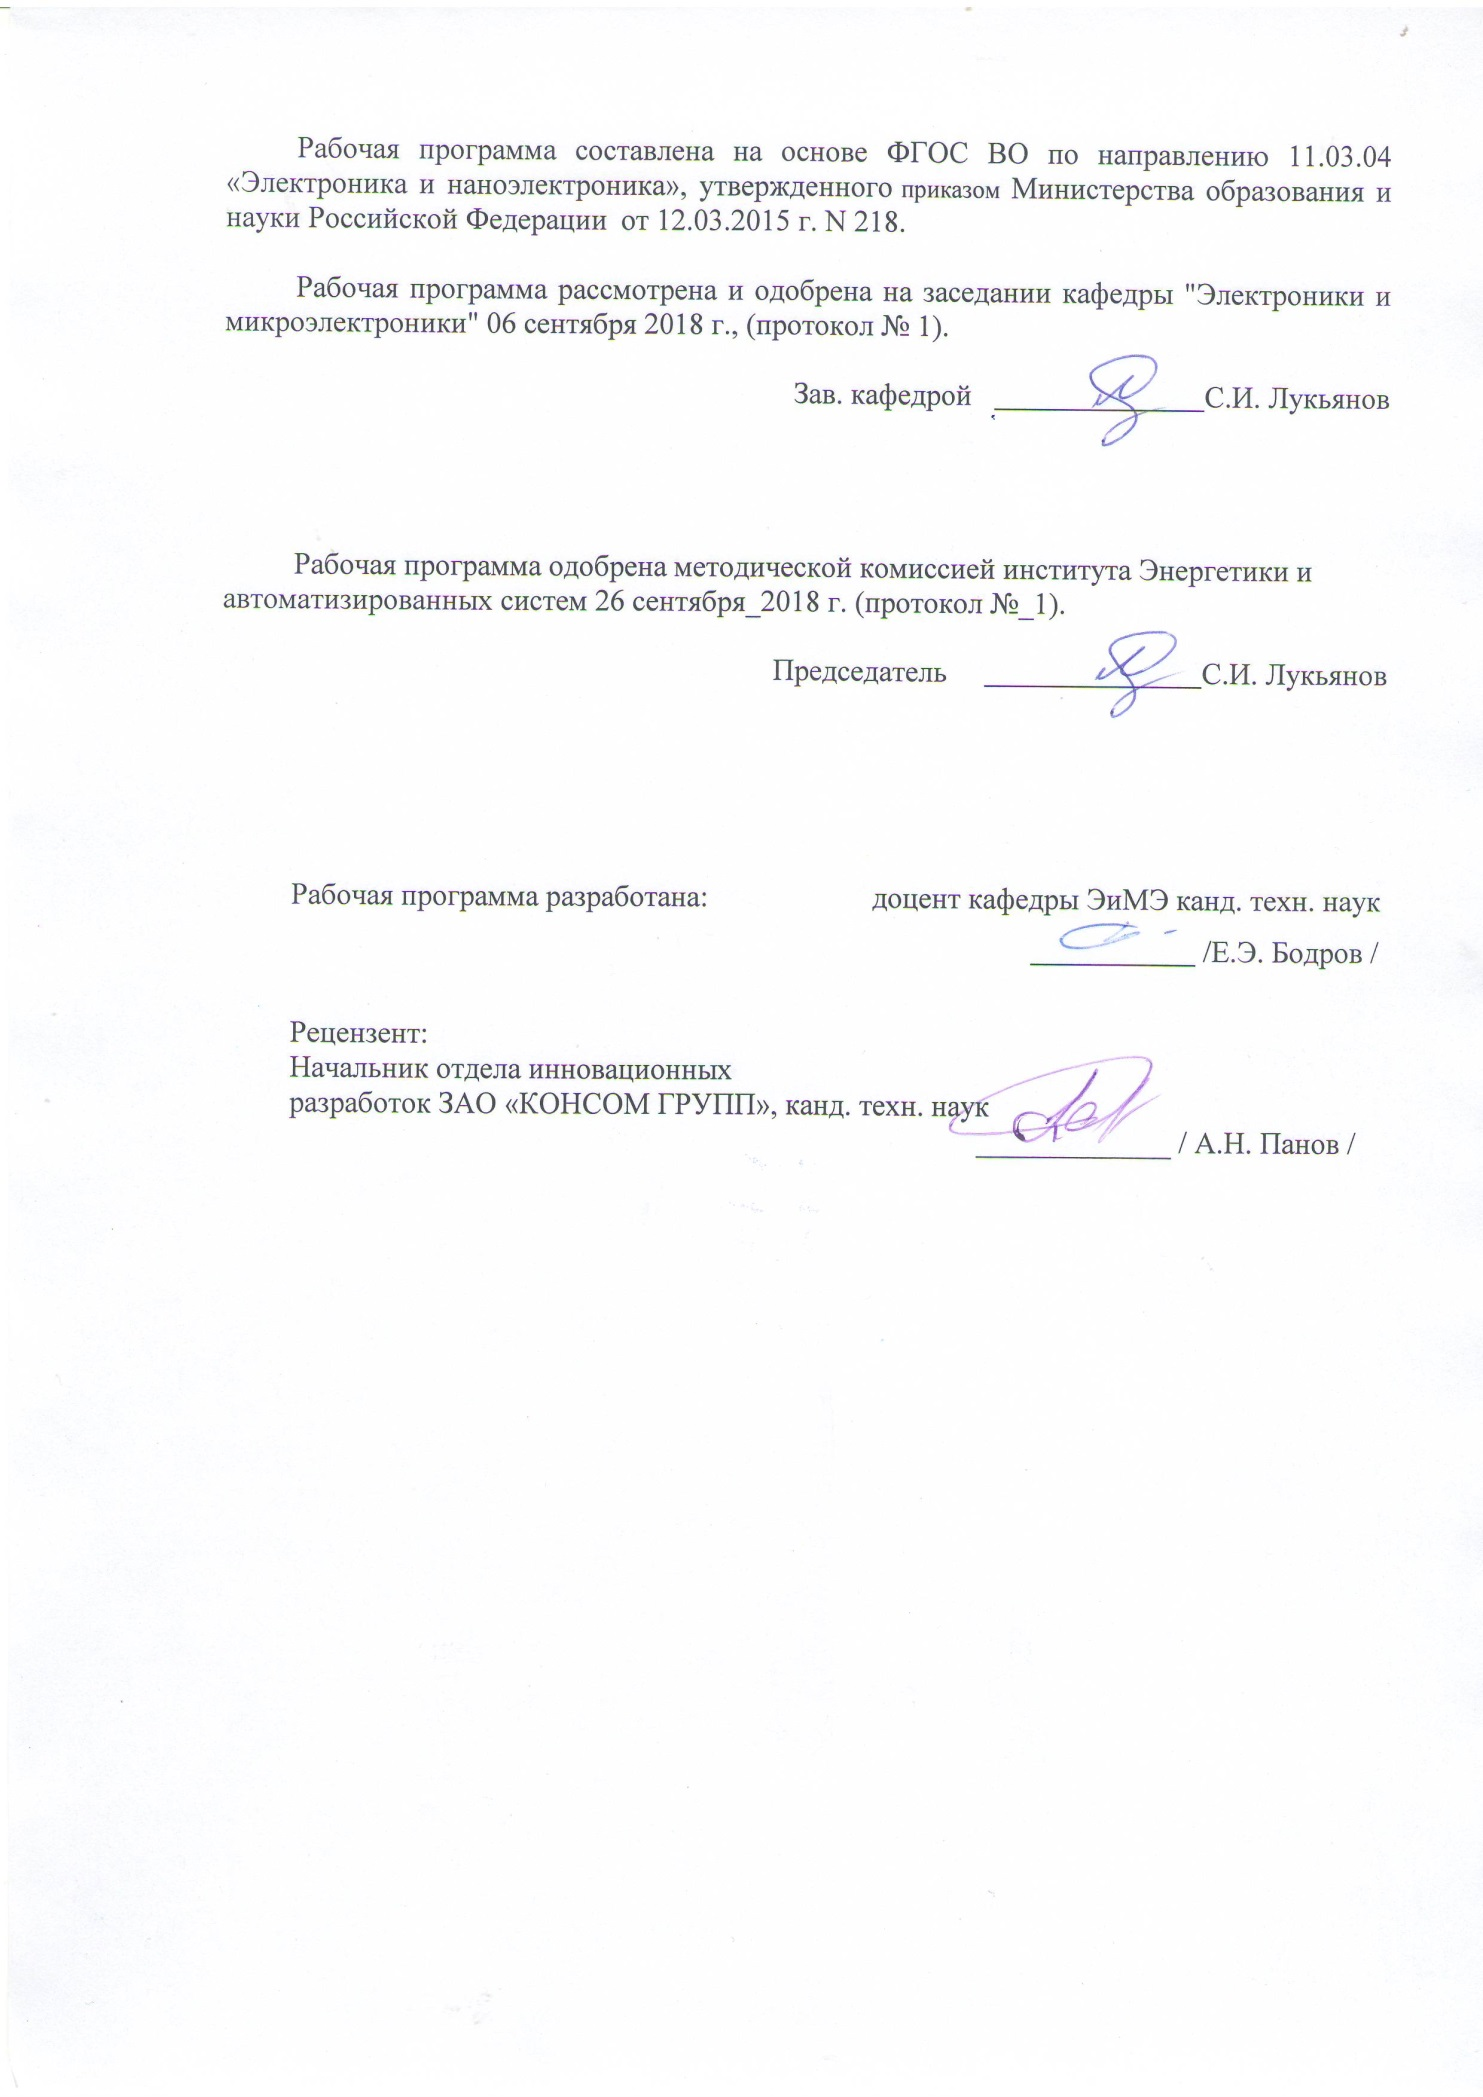 Рабочая программа составлена на основе ФГОС ВО по направлению 11.03.04
«Электроника и наноэлектроника», утвержденного приказом Министерства образования и
науки Российской Федерации от 12.03.2015 г. N 218.
Рабочая программа рассмотрена и одобрена на заседании кафедры "Электроники и
микроэлектроники" 06 сентября 2018 г., (протокол № 1).
Зав. кафедрой _______________С.И. Лукьянов
Рабочая программа одобрена методической комиссией института Энергетики и
автоматизированных систем 26 сентября_2018 г. (протокол №_1).
Председатель _______________С.И. Лукьянов
Рабочая программа разработана: доцент кафедры ЭиМЭ канд. техн. наук
___________ /Е.Э. Бодров /
Рецензент:
Начальник отдела инновационных
разработок ЗАО «КОНСОМ ГРУПП», канд. техн. наук
_____________ / А.Н. Панов /